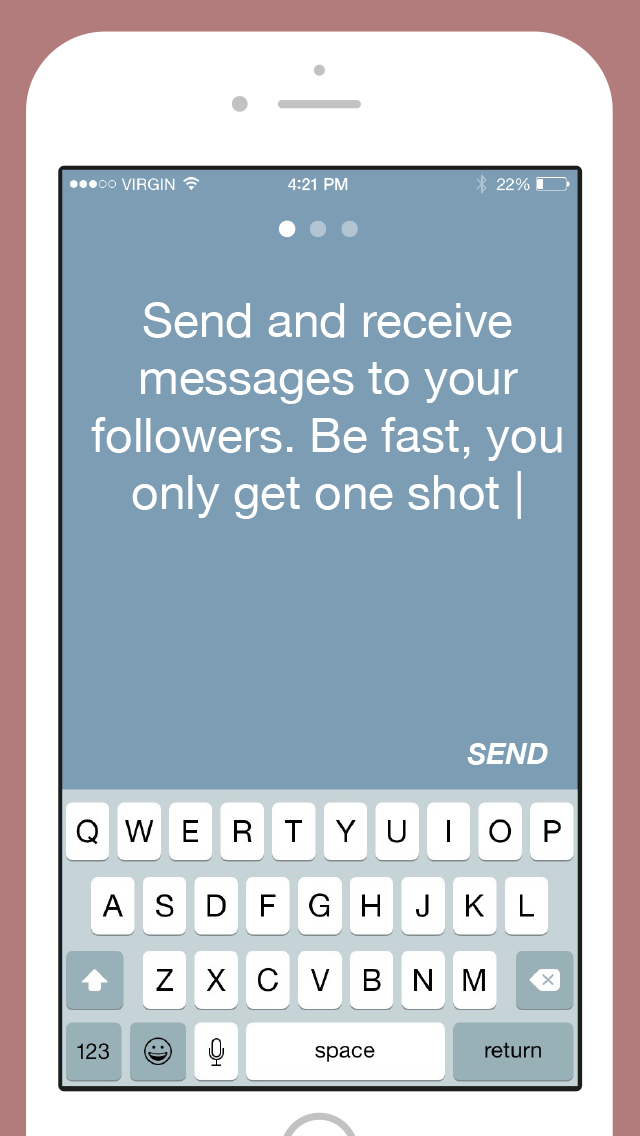 VIRGIN 4:21 PM 22%
Send and receive
messages to your
followers. Be fast, you
only get one shot
SEND
Q W E R T Y U I O P
A S D F G H J K L
Z X C V B N M
123 space return